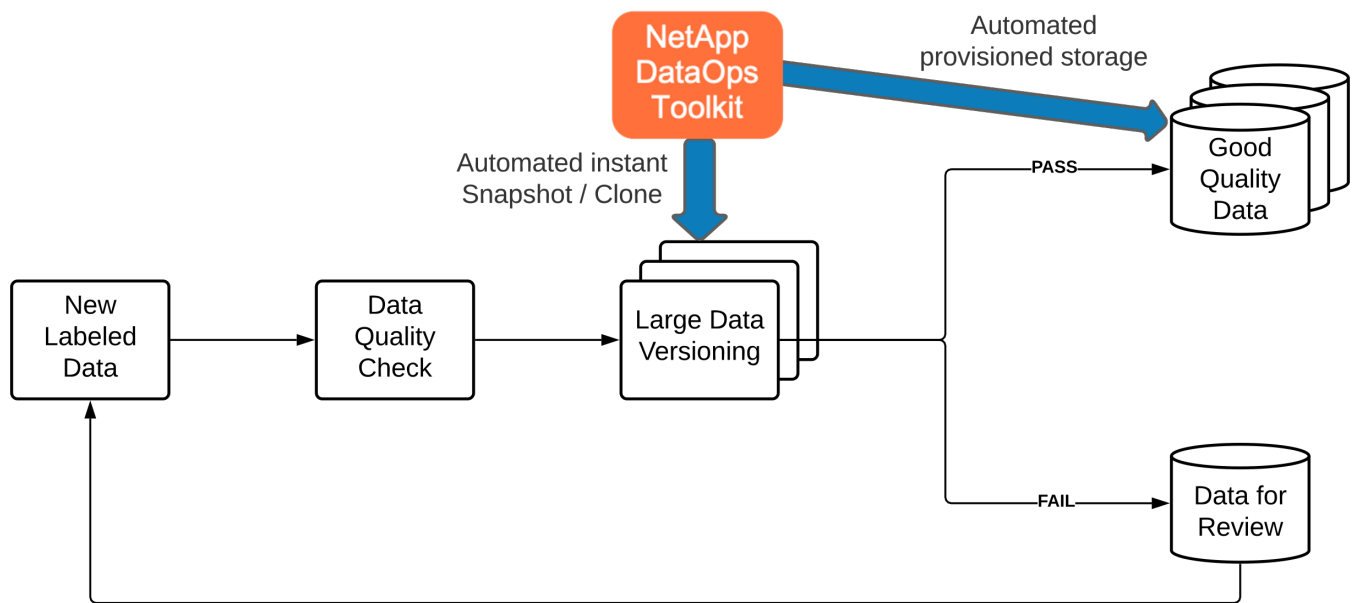 NetApp
DataOps
Toolkit
Automated
provisioned storage
Automated instant
Snapshot / Clone
PASS
Good
Quality
Data
New
Labeled
Data
Data
Quality
Check
Large Data
Versioning
FAIL
Data for
Review